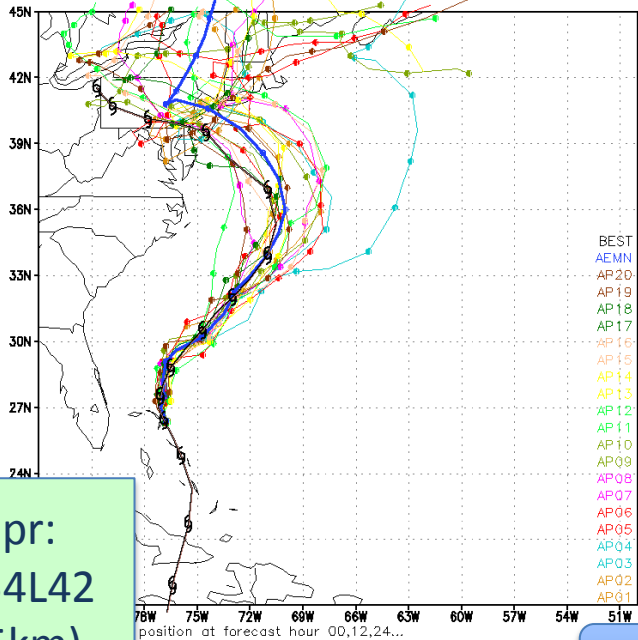 45N
42N
39N
36N
33N
30N
27N
24N
BEST
AEMN
AP20
AP19
AP18
AP17
AP16
AP15
AP14
AP13
AP12
AP11
AP10
AP09
AP08
AP07
AP06
AP05
AP04
AP03
AP02
AP01
pr:
4L42
km)
78W 75W 72W 69W 66W 63W 60W 57W 54W 51W
position at forecast hour 00,12,24...